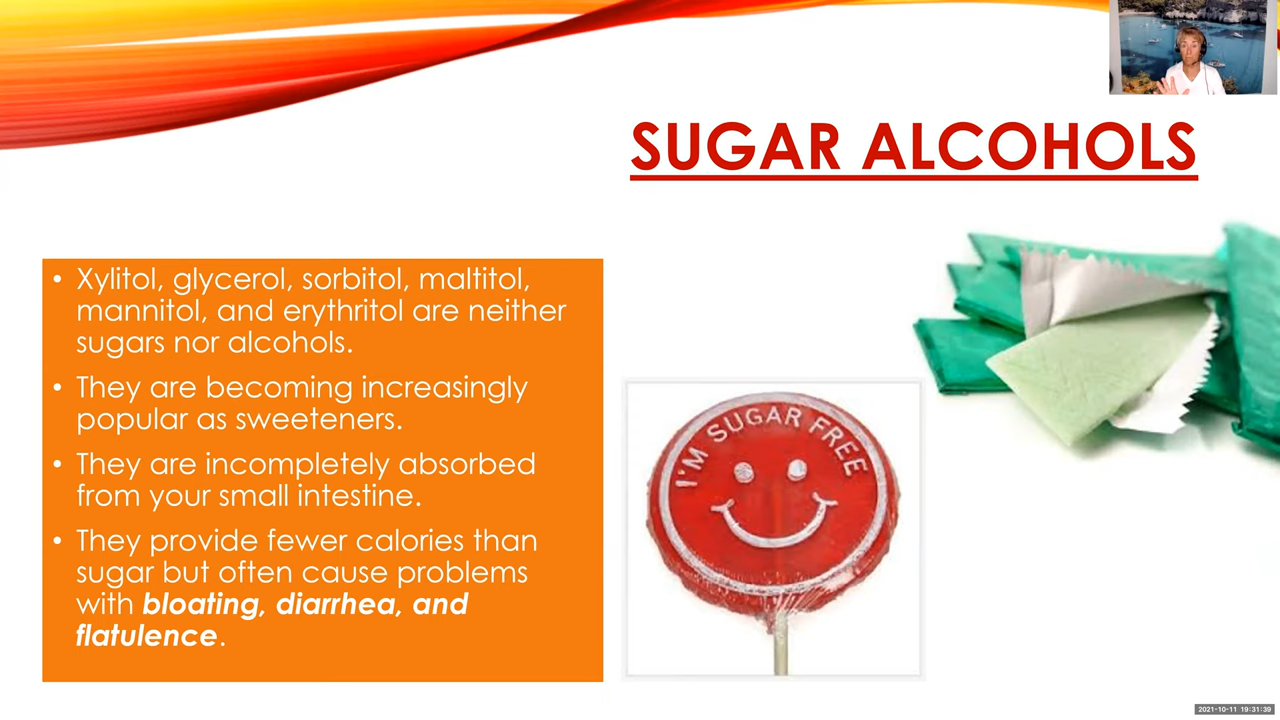 SUGAR ALCOHOLS
• Xylitol, glycerol, sorbitol, maltitol,
mannitol, and erythritol are neither
sugars nor alcohols.
• They are becoming increasingly
popular as sweeteners.
• They are incompletely absorbed
from your small intestine.
• They provide fewer calories than
sugar but often cause problems
with bloating, diarrhea, and
flatulence.
I'M SUGAR FREE
2021-10-11 19:31:39